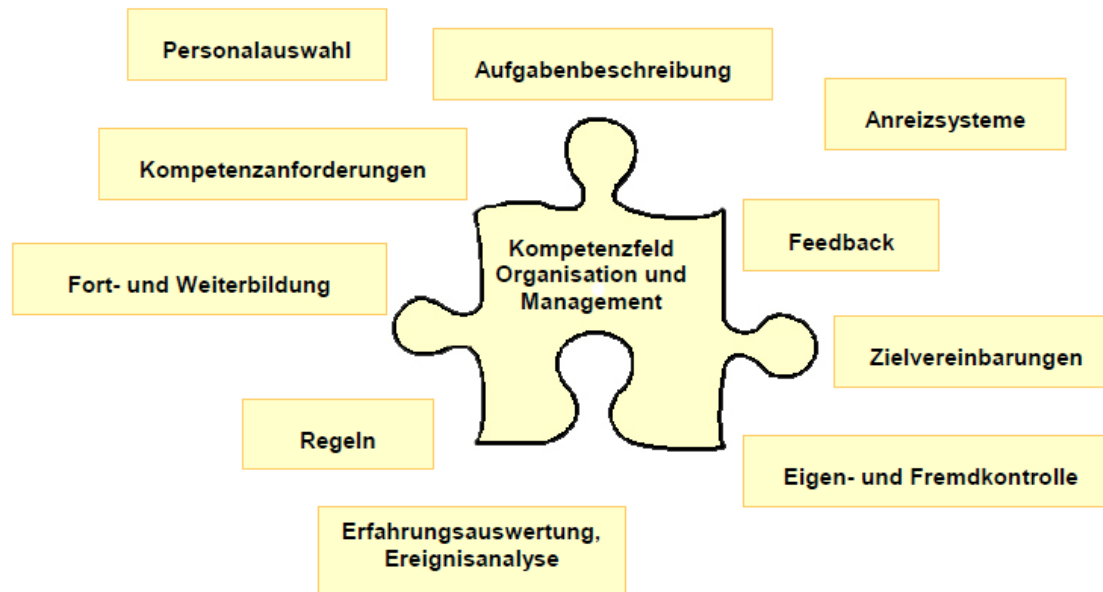 Personalauswahl
Aufgabenbeschreibung
Anreizsysteme
Kompetenzanforderungen
Feedback
Kompetenzfeld
Organisation und
Management
Fort- und Weiterbildung
Zielvereinbarungen
Regeln
Eigen- und Fremdkontrolle
Erfahrungsauswertung,
Ereignisanalyse